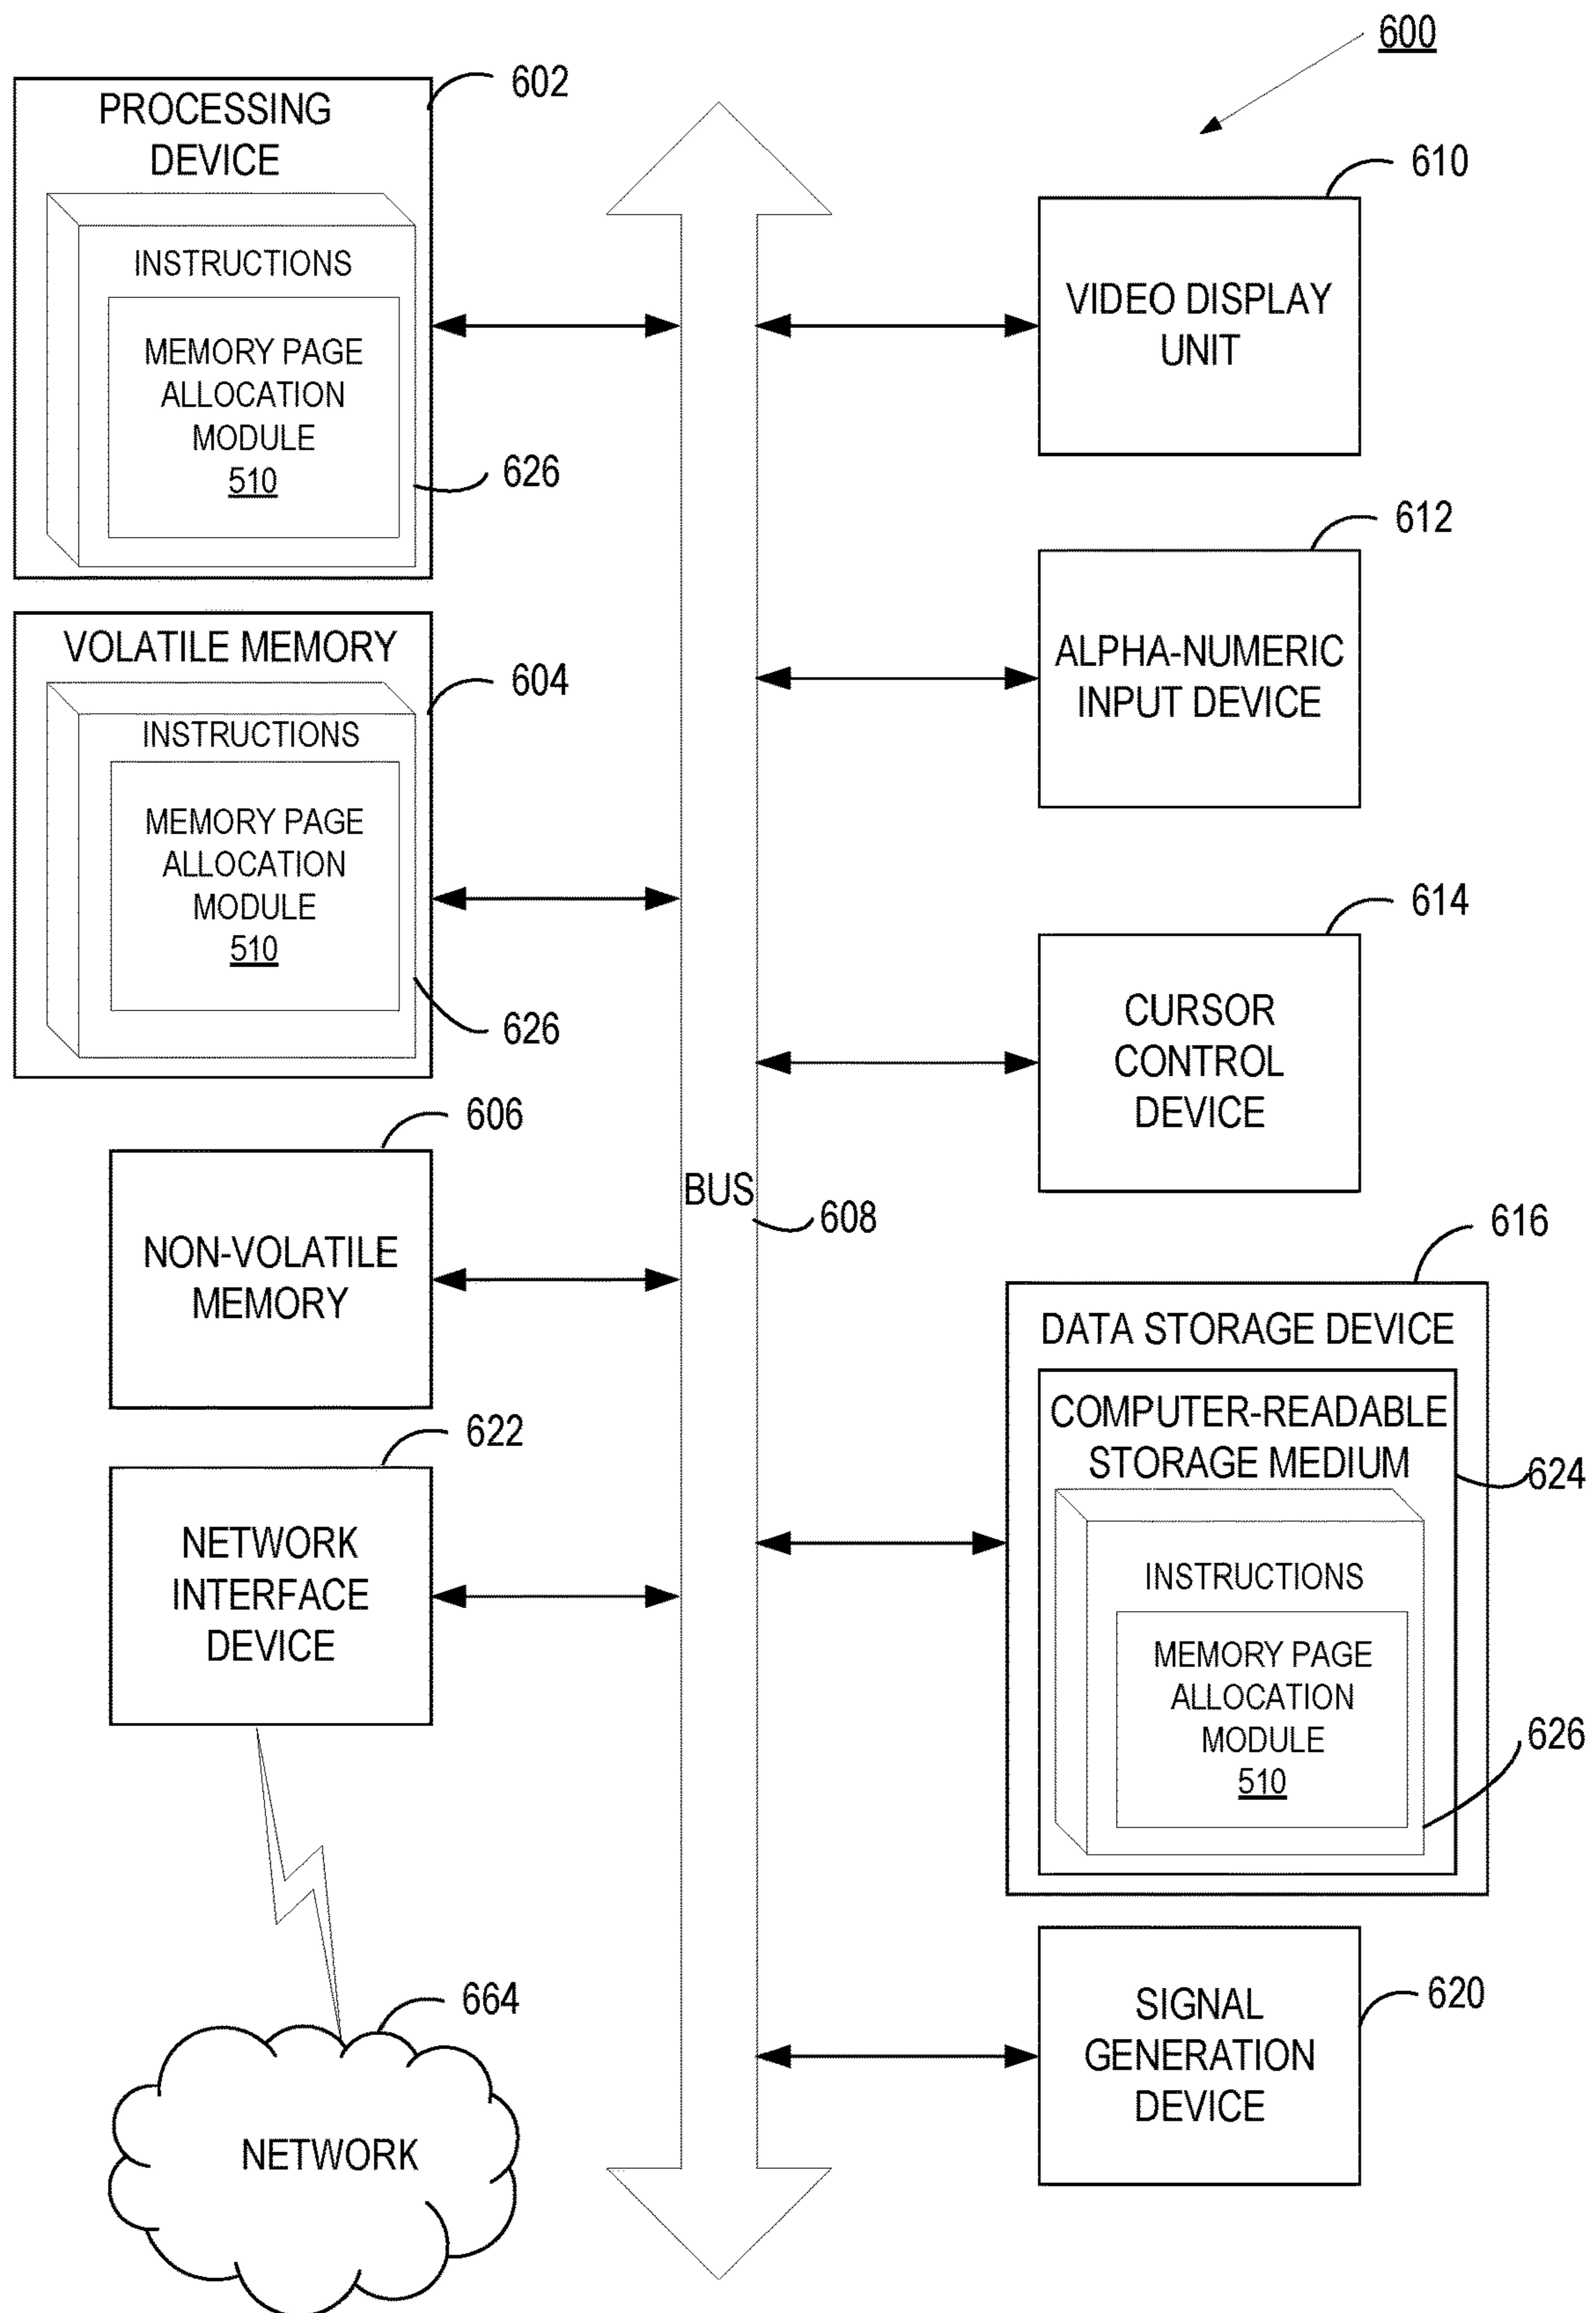 600
602
PROCESSING
DEVICE
INSTRUCTIONS
MEMORY PAGE
ALLOCATION
MODULE
510
626
VOLATILE MEMORY
604
INSTRUCTIONS
MEMORY PAGE
ALLOCATION
MODULE
510
626
606
NON-VOLATILE
MEMORY
622
NETWORK
INTERFACE
DEVICE
664
NETWORK
BUS
608
610
VIDEO DISPLAY
UNIT
612
ALPHA-NUMERIC
INPUT DEVICE
614
CURSOR
CONTROL
DEVICE
616
DATA STORAGE DEVICE
COMPUTER-READABLE
STORAGE MEDIUM
624
INSTRUCTIONS
MEMORY PAGE
ALLOCATION
MODULE
510
626
620
SIGNAL
GENERATION
DEVICE